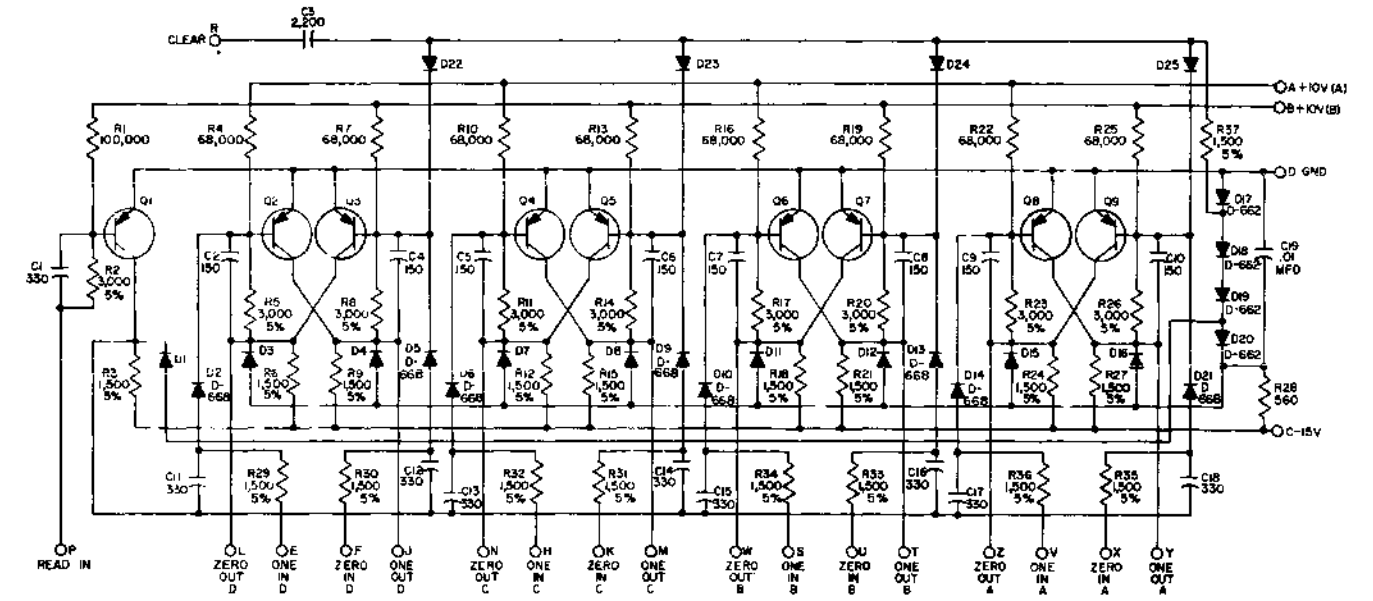 C3
2,200
R
CLEAR
D22
D23
D24
D25
A +10V (A)
B +10V (B)
R1
100,000
R4
68,000
R7
68,000
R10
68,000
R13
68,000
R16
68,000
R19
68,000
R22
68,000
R25
68,000
R37
1,500
5%
D GND
Q1
Q2
Q3
Q4
Q5
Q6
Q7
Q8
Q9
D17
D-662
C1
330
R2
3,000
5%
C2
150
C4
150
C5
150
C6
150
C7
150
C8
150
C9
150
C10
150
D18
D-662
C19
.01
MFD
R5
3,000
5%
R8
3,000
5%
R11
3,000
5%
R14
3,000
5%
R17
3,000
5%
R20
3,000
5%
R23
3,000
5%
R26
3,000
5%
D19
D-662
D20
D-662
R3
1,500
5%
D1
D2
D-
668
D3
R6
1,500
5%
D4
R9
1,500
5%
D5
D-
668
D6
D-
668
D7
R12
1,500
5%
D8
R15
1,500
5%
D9
D-
668
D10
D-
668
D11
R18
1,500
5%
D12
R21
1,500
5%
D13
D-
668
D14
D-
668
D15
R24
1,500
5%
D16
R27
1,500
5%
D21
D
668
R28
560
C-15V
C11
330
R29
1,500
5%
R30
1,500
5%
C12
330
C13
330
R32
1,500
5%
R31
1,500
5%
C14
330
C15
330
R34
1,500
5%
R33
1,500
5%
C16
330
C17
330
R36
1,500
5%
R35
1,500
5%
C18
330
P
READ IN
L
ZERO
OUT
D
E
ONE
IN
D
F
ZERO
IN
D
J
ONE
OUT
D
N
ZERO
OUT
C
H
ONE
IN
C
K
ZERO
IN
C
M
ONE
OUT
C
W
ZERO
OUT
B
S
ONE
IN
B
U
ZERO
IN
B
T
ONE
OUT
B
Z
ZERO
OUT
A
V
ONE
IN
A
X
ZERO
IN
A
Y
ONE
OUT
A